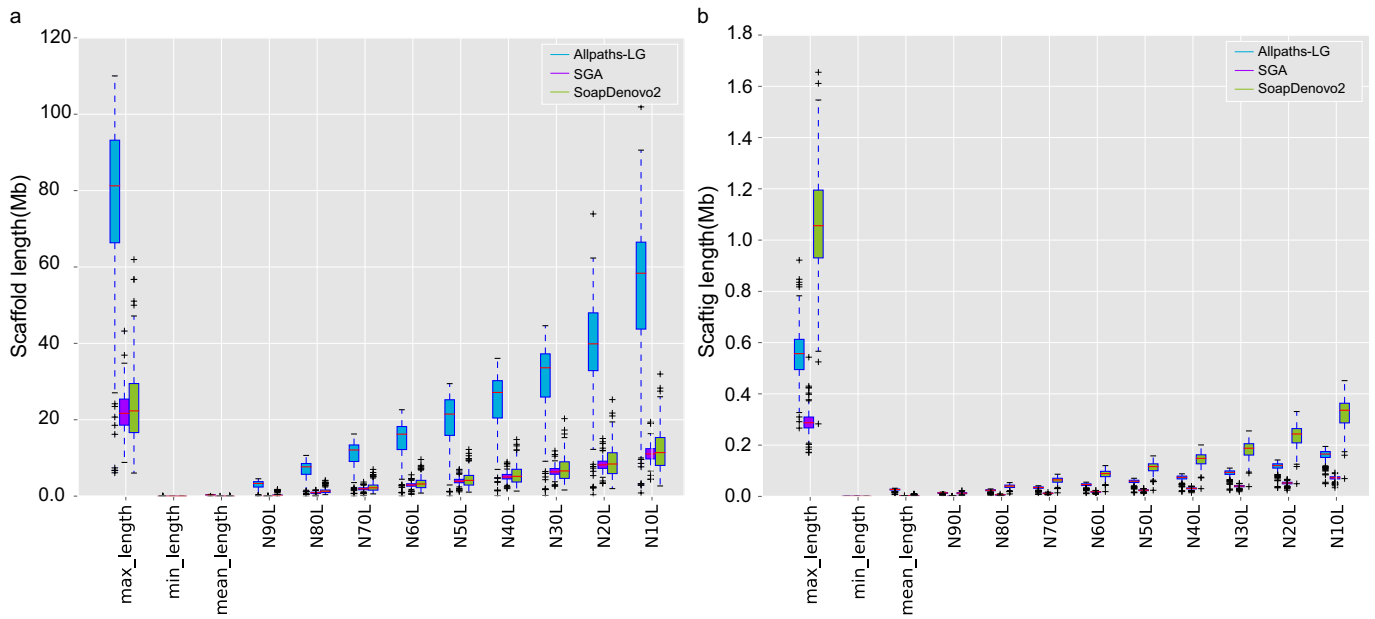 a
Scaffold length(Mb)
120
100
80
60
40
20
0.0
Allpaths-LG
SGA
SoapDenovo2
max_length
min_length
mean_length
N90L
N80L
N70L
N60L
N50L
N40L
N30L
N20L
N10L
b
Scaftig length(Mb)
1.8
1.6
1.4
1.2
1.0
0.8
0.6
0.4
0.2
0.0
Allpaths-LG
SGA
SoapDenovo2
max_length
min_length
mean_length
N90L
N80L
N70L
N60L
N50L
N40L
N30L
N20L
N10L